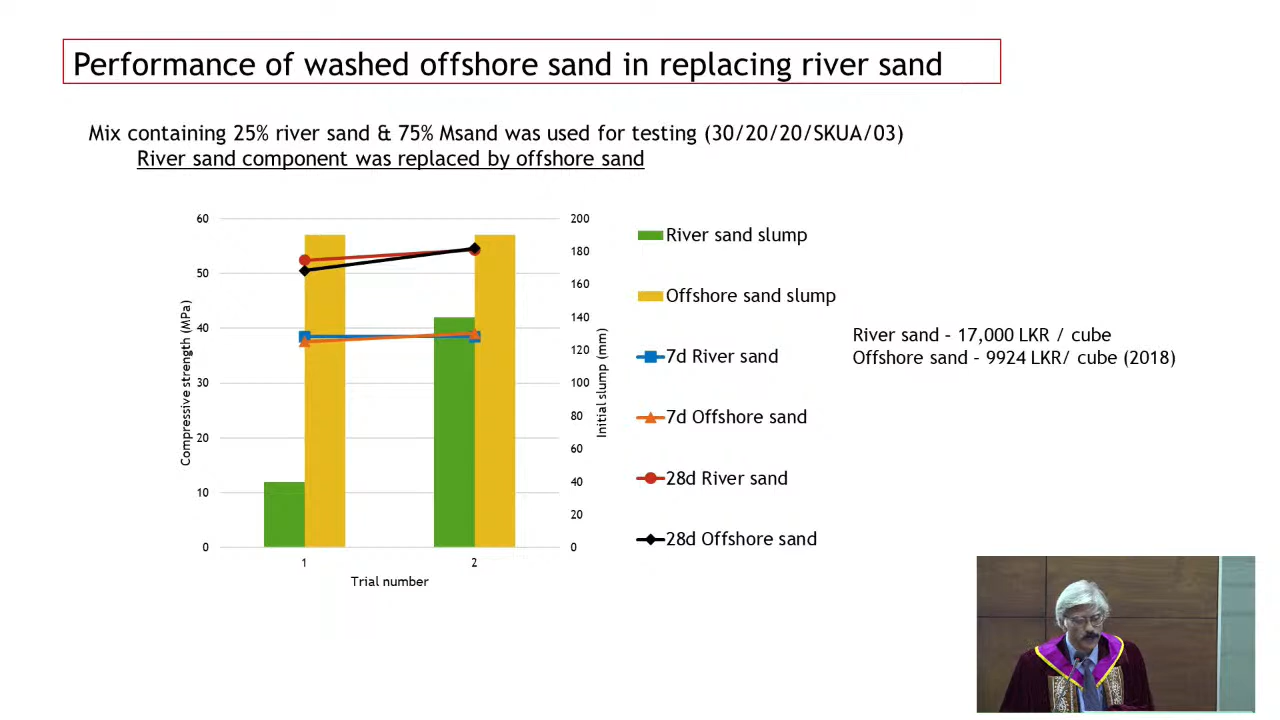 Performance of washed offshore sand in replacing river sand
Mix containing 25% river sand & 75% Msand was used for testing (30/20/20/SKUA/03)
River sand component was replaced by offshore sand
60
50
40
30
20
10
0
Compressive strength (MPa)
200
180
160
140
120
100
80
60
40
20
0
Initial slump (mm)
1
2
Trial number
River sand slump
Offshore sand slump
7d River sand
7d Offshore sand
28d River sand
28d Offshore sand
River sand - 17,000 LKR / cube
Offshore sand - 9924 LKR/ cube (2018)